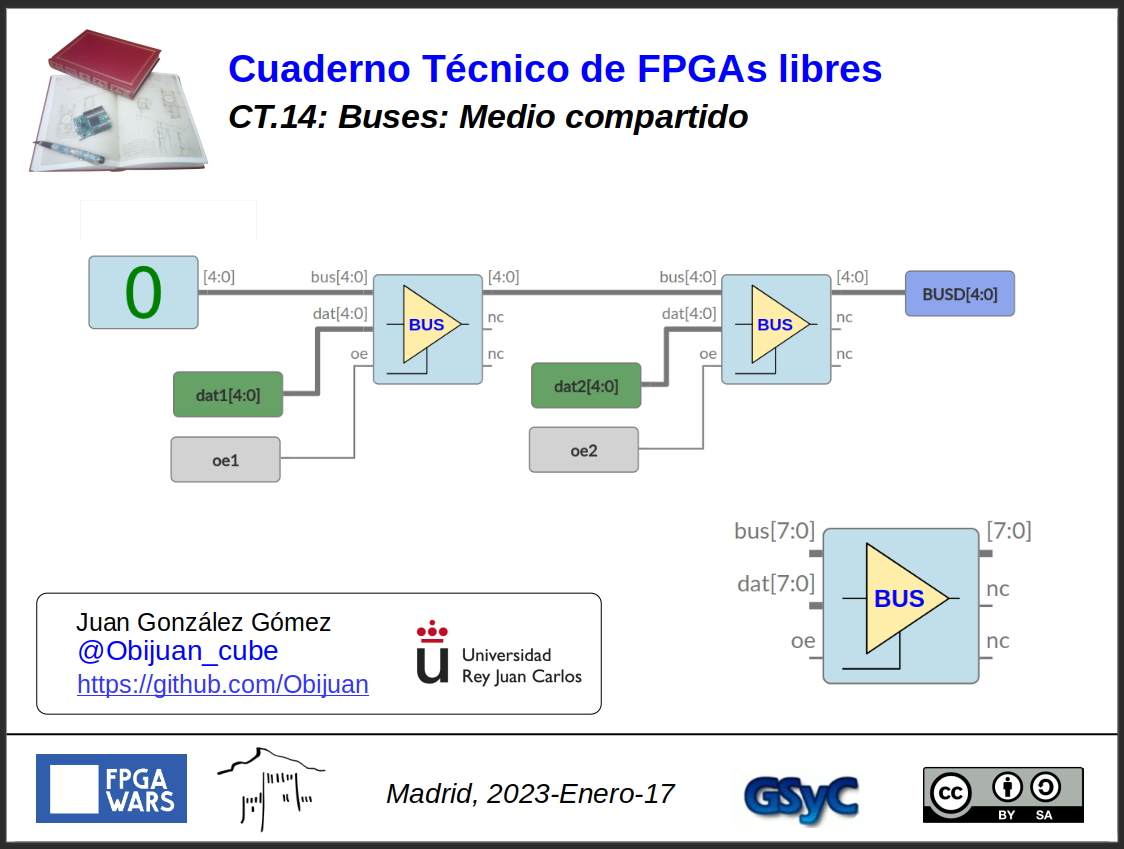 Cuaderno Técnico de FPGAs libres
CT.14: Buses: Medio compartido
0
[4:0]
bus[4:0]
dat[4:0]
oe
BUS
[4:0]
nc
nc
dat1[4:0]
oe1
bus[4:0]
dat[4:0]
oe
BUS
[4:0]
nc
nc
BUSD[4:0]
dat2[4:0]
oe2
bus[7:0]
dat[7:0]
oe
BUS
[7:0]
nc
nc
Juan González Gómez
@Obijuan_cube
https://github.com/Obijuan
u
Universidad
Rey Juan Carlos
FPGA
WARS
Madrid, 2023-Enero-17
GSyC
cc
BY SA